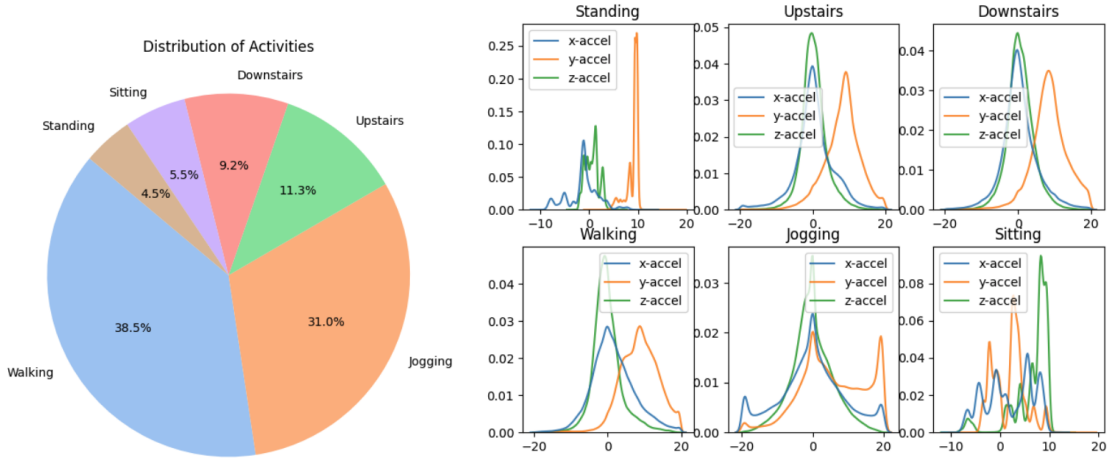 Distribution of Activities
Downstairs
Sitting
Standing
Upstairs
9.2%
5.5%
11.3%
4.5%
38.5%
31.0%
Walking
Jogging
Standing
x-accel
y-accel
z-accel
0.25
0.20
0.15
0.10
0.05
0.00
−10
0
10
20
Upstairs
x-accel
y-accel
z-accel
0.05
0.04
0.03
0.02
0.01
0.00
−20
0
20
Downstairs
x-accel
y-accel
z-accel
0.04
0.03
0.02
0.01
0.00
−20
0
20
Walking
x-accel
y-accel
z-accel
0.04
0.03
0.02
0.01
0.00
−20
−10
0
10
20
Jogging
x-accel
y-accel
z-accel
0.03
0.02
0.01
0.00
−20
0
20
Sitting
x-accel
y-accel
z-accel
0.08
0.06
0.04
0.02
0.00
−10
0
10
20